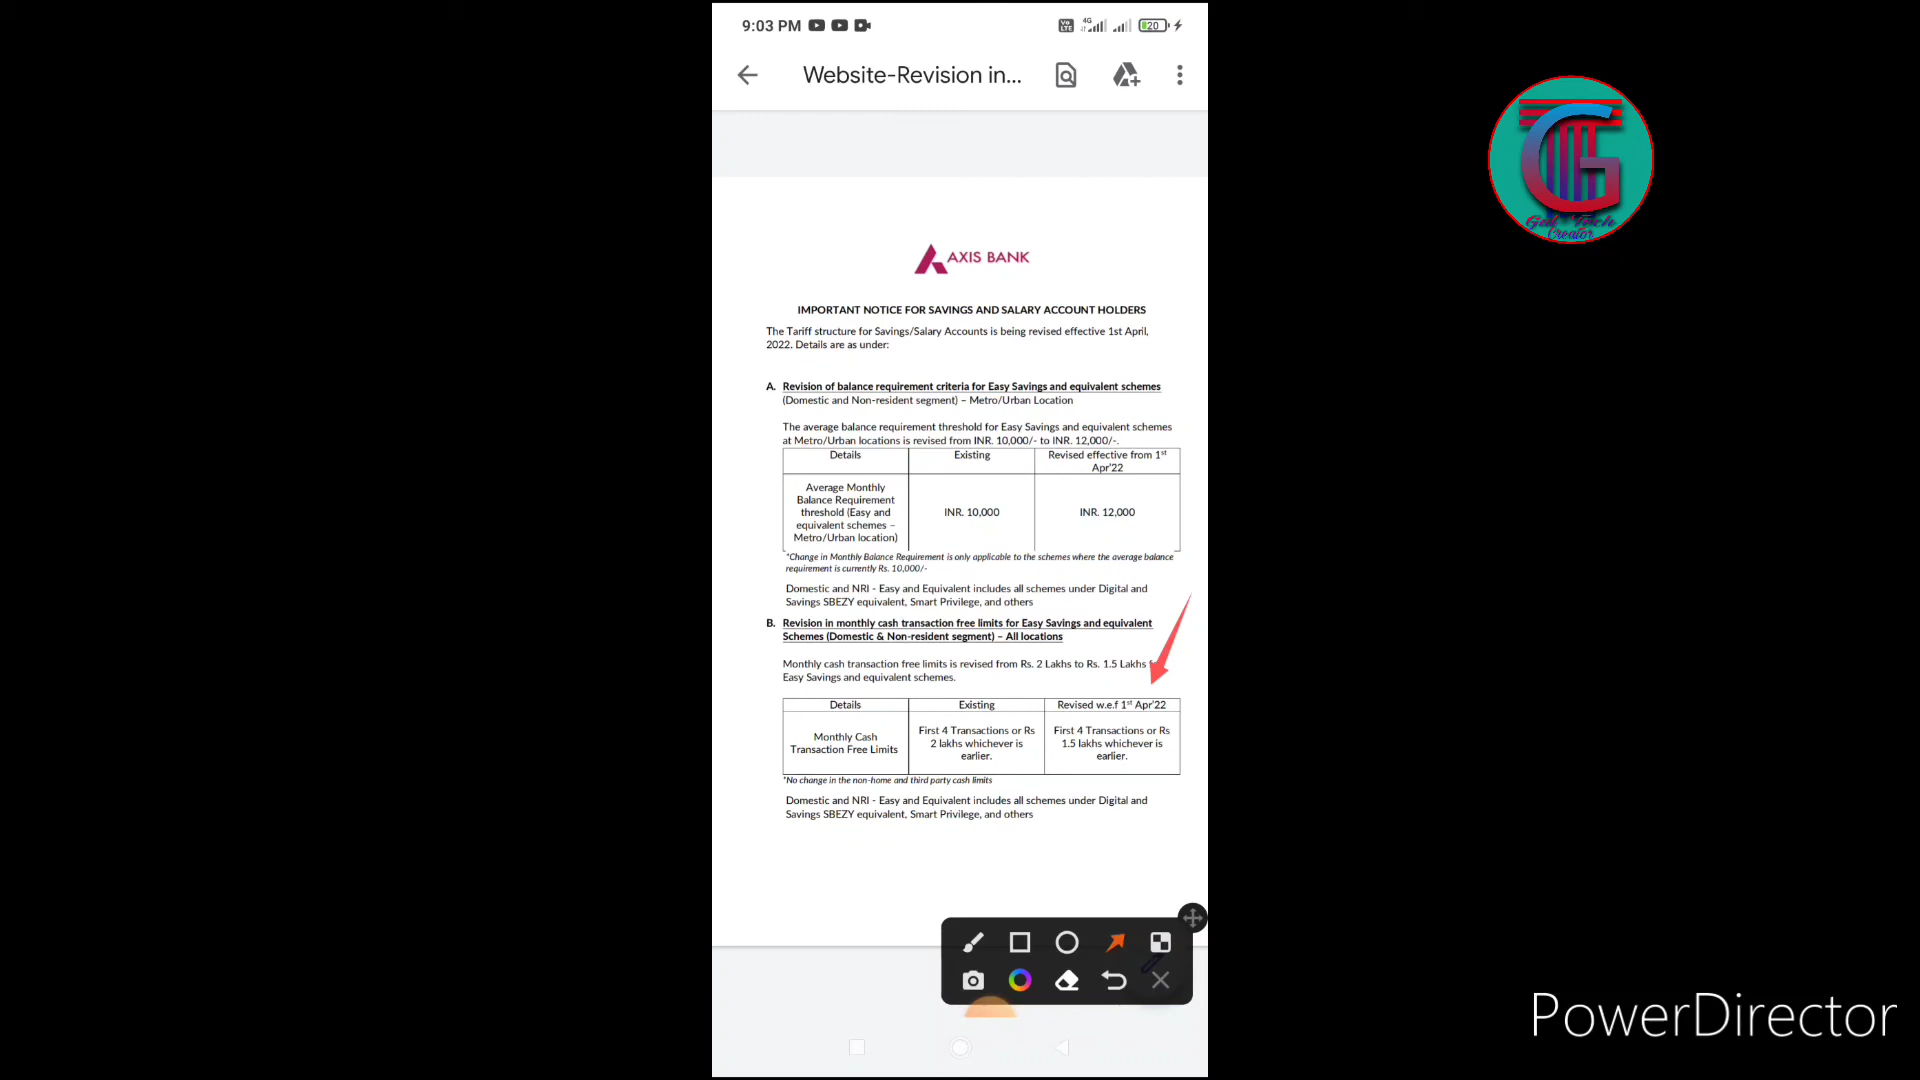 9:03 PM
Vo LTE
4G
20
Website-Revision in...
AXIS BANK
IMPORTANT NOTICE FOR SAVINGS AND SALARY ACCOUNT HOLDERS
The Tariff structure for Savings/Salary Accounts is being revised effective 1st April,
2022. Details are as under:
A. Revision of balance requirement criteria for Easy Savings and equivalent schemes
(Domestic and Non-resident segment) – Metro/Urban Location
The average balance requirement threshold for Easy Savings and equivalent schemes
at Metro/Urban locations is revised from INR. 10,000/- to INR. 12,000/-.
Details Existing Revised effective from 1st
Apr'22
Average Monthly
Balance Requirement
threshold (Easy and
equivalent schemes –
Metro/Urban location)
INR. 10,000 INR. 12,000
*Change in Monthly Balance Requirement is only applicable to the schemes where the average balance
requirement is currently Rs. 10,000/-
Domestic and NRI - Easy and Equivalent includes all schemes under Digital and
Savings SBEZY equivalent, Smart Privilege, and others
B. Revision in monthly cash transaction free limits for Easy Savings and equivalent
Schemes (Domestic & Non-resident segment) – All locations
Monthly cash transaction free limits is revised from Rs. 2 Lakhs to Rs. 1.5 Lakhs
Easy Savings and equivalent schemes.
Details Existing Revised w.e.f 1st Apr'22
Monthly Cash
Transaction Free Limits
First 4 Transactions or Rs
2 lakhs whichever is
earlier.
First 4 Transactions or Rs
1.5 lakhs whichever is
earlier.
*No change in the non-home and third party cash limits
Domestic and NRI - Easy and Equivalent includes all schemes under Digital and
Savings SBEZY equivalent, Smart Privilege, and others
G
Creator
PowerDirector